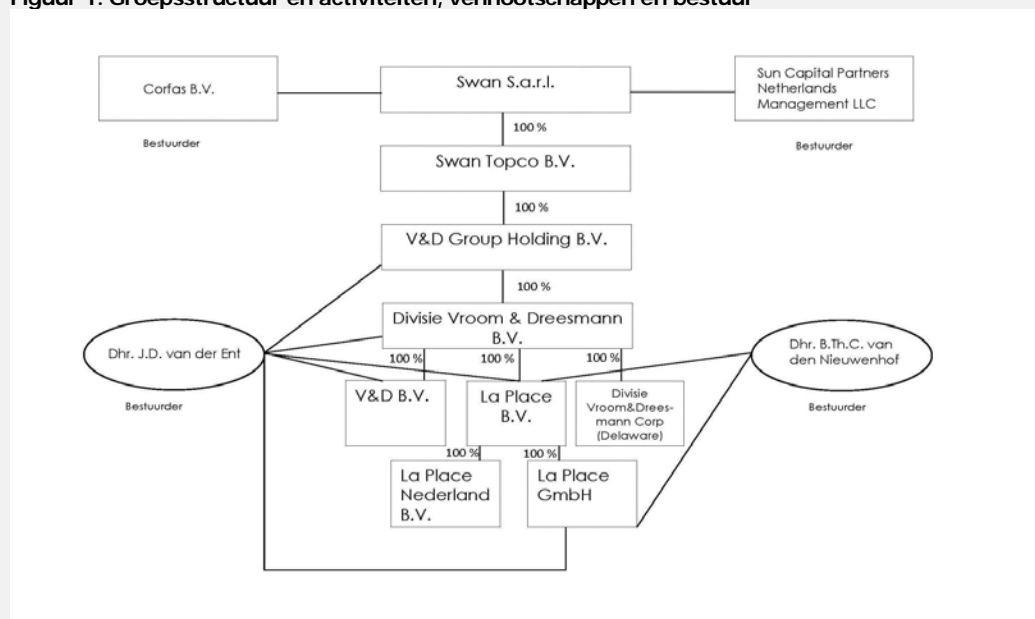 Figuur 1: Groepsstructuur en activiteiten, vennootschappen en bestuur
Corfas B.V.
Bestuurder
Swan S.a.r.l.
Sun Capital Partners
Netherlands
Management LLC
Bestuurder
100 %
Swan Topco B.V.
100 %
V&D Group Holding B.V.
100 %
Divisie Vroom & Dreesmann
B.V.
Dhr. J.D. van der Ent
Bestuurder
Dhr. B.Th.C. van
den Nieuwenhof
Bestuurder
100 %
100 %
100 %
V&D B.V.
La Place
B.V.
Divisie
Vroom&Drees-
mann Corp
(Delaware)
100 %
100 %
La Place
Nederland
B.V.
La Place
GmbH